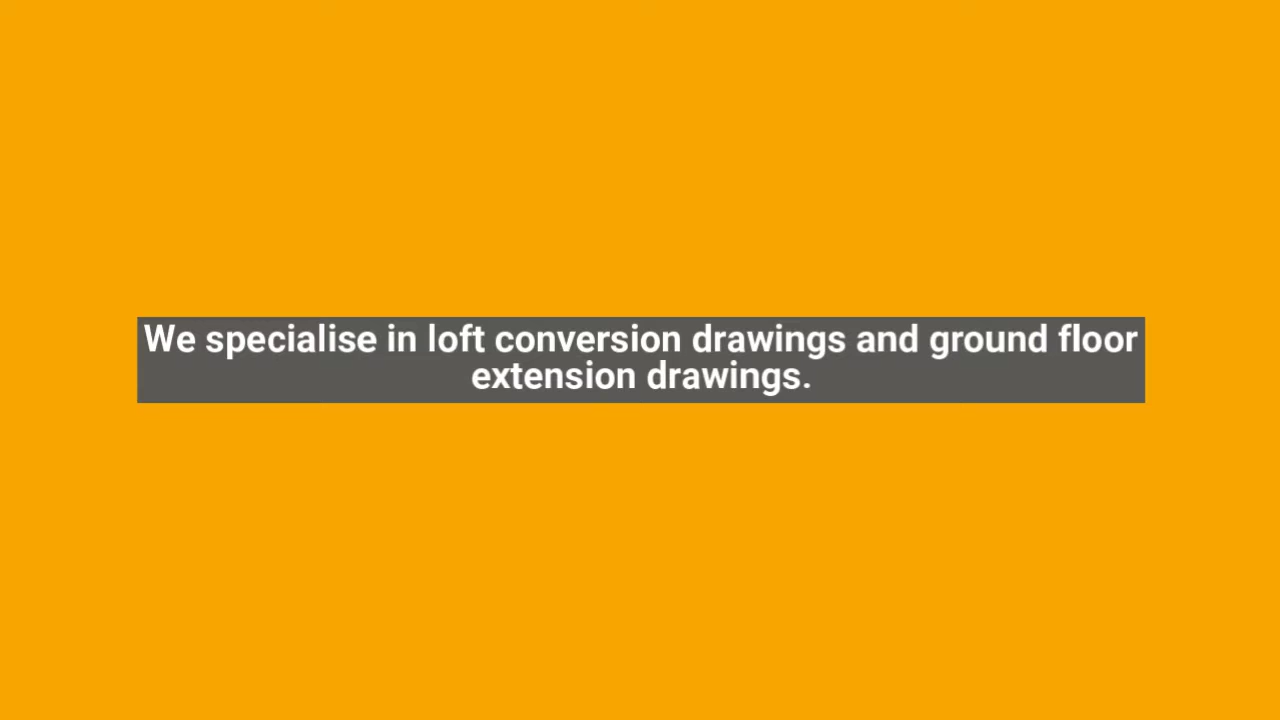 We specialise in loft conversion drawings and ground floor
extension drawings.